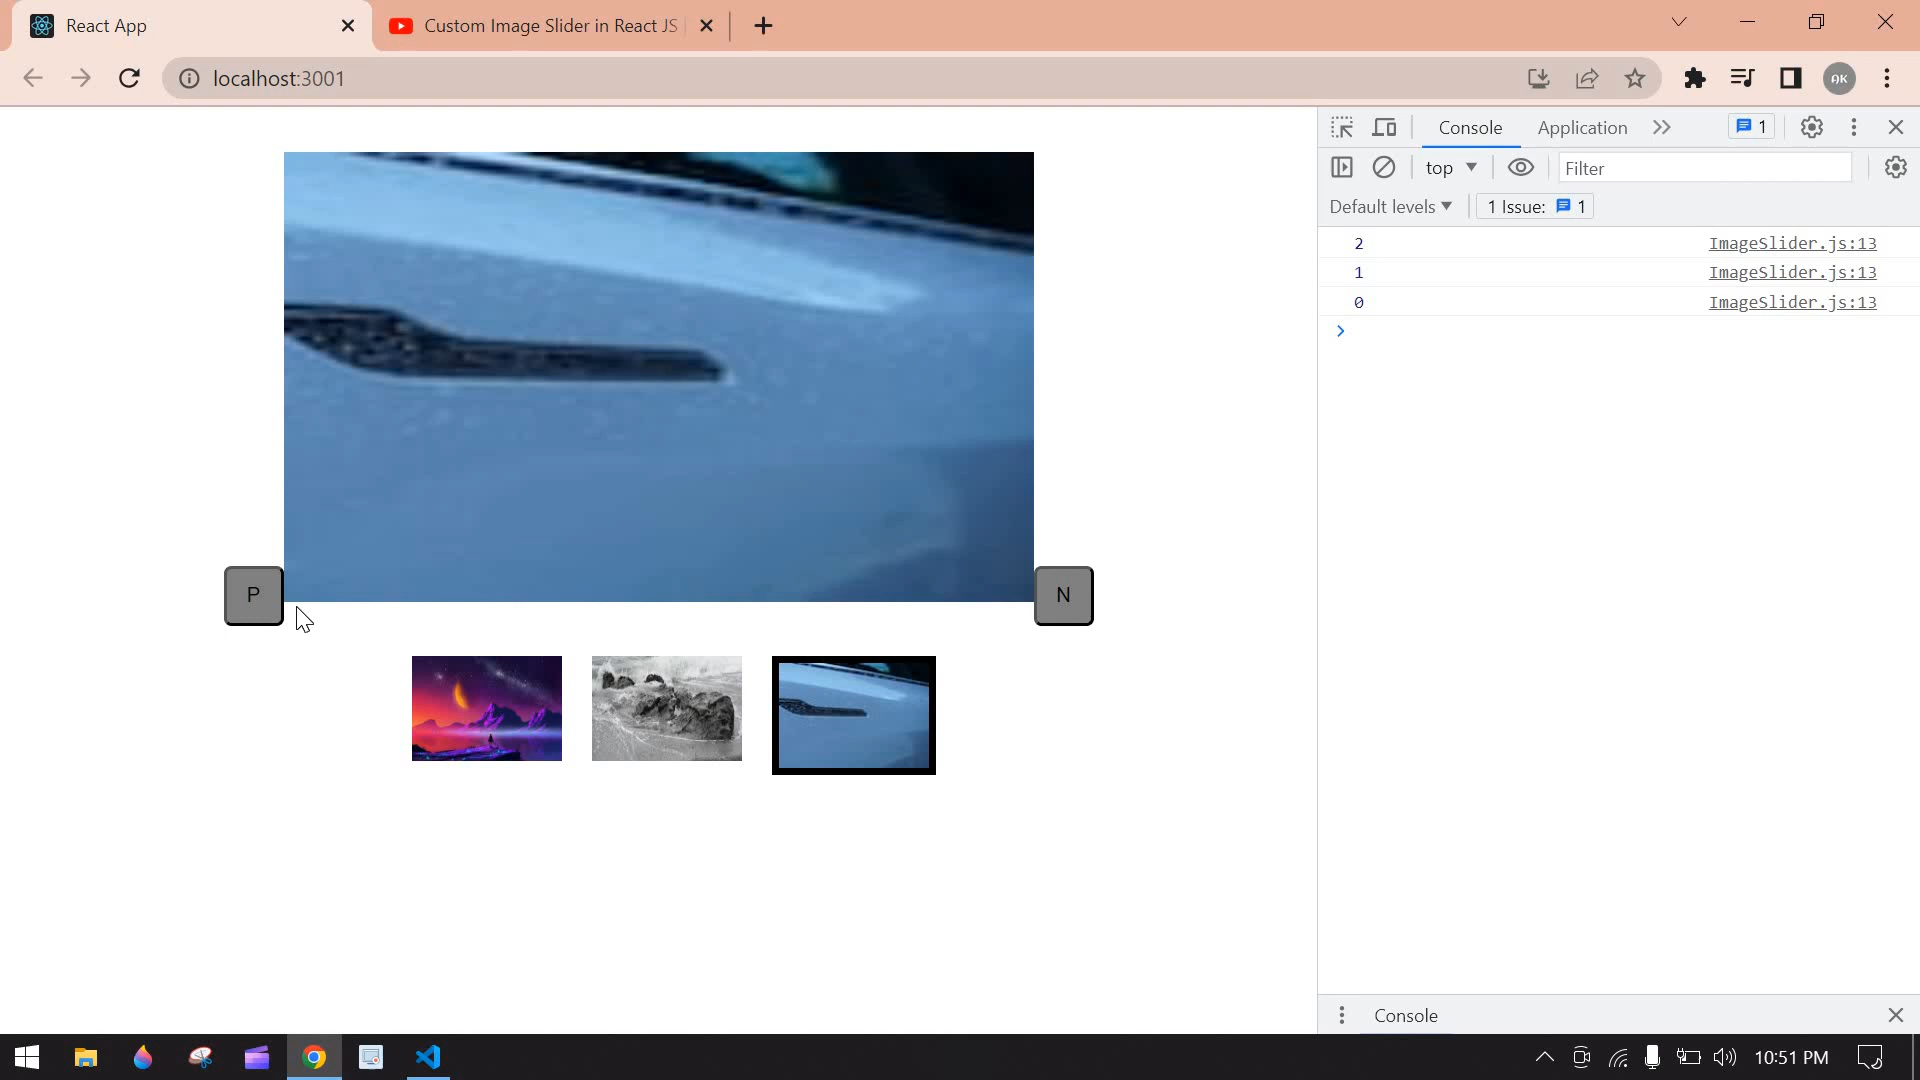 React App
Custom Image Slider in React JS
localhost:3001
AK
Console
Application
1
top
Filter
Default levels
1 Issue: 1
2 ImageSlider.js:13
1 ImageSlider.js:13
0 ImageSlider.js:13
P
N
Console
10:51 PM